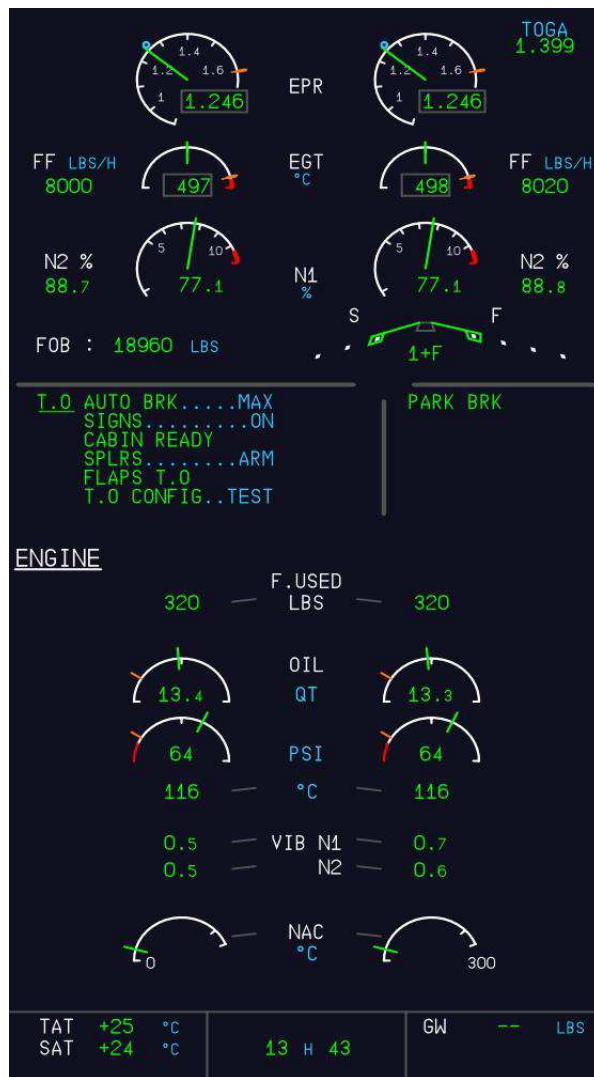 TOGA
1.399
1.4 1.4
1.2 1.6 1.2 1.6
1 1
1.246 EPR 1.246
FF LBS/H EGT FF LBS/H
8000 497 °C 498 8020
5 10 5 10
N2 % N1 N2 %
88.7 77.1 % 77.1 88.8
S F
FOB : 18960 LBS 1+F
T.O AUTO BRK.....MAX PARK BRK
SIGNS.........ON
CABIN READY
SPLRS........ARM
FLAPS T.O
T.O CONFIG..TEST
ENGINE
F.USED
320 LBS 320
OIL
13.4 QT 13.3
64 PSI 64
116 °C 116
0.5 VIB N1 0.7
0.5 N2 0.6
NAC
°C
0 300
TAT +25 °C GW -- LBS
SAT +24 °C 13 H 43